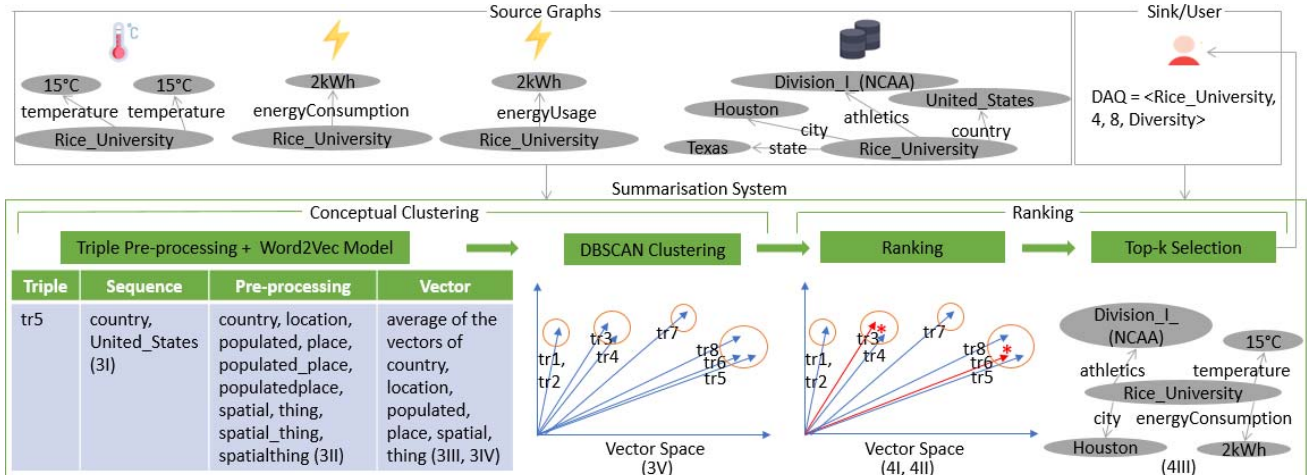 Source Graphs
Sink/User
°C
15°C
15°C
temperature
temperature
Rice_University
2kWh
energyConsumption
Rice_University
2kWh
energyUsage
Rice_University
Division_I_(NCAA)
Houston
United_States
athletics
city
country
Texas
state
Rice_University
DAQ = <Rice_University,
4, 8, Diversity>
Summarisation System
Conceptual Clustering
Ranking
Triple Pre-processing + Word2Vec Model
DBSCAN Clustering
Ranking
Top-k Selection
Triple
Sequence
Pre-processing
Vector
tr5
country,
United_States
(3I)
country, location,
populated, place,
populated_place,
populatedplace,
spatial, thing,
spatial_thing,
spatialthing (3II)
average of the
vectors of
country,
location,
populated,
place, spatial,
thing (3III, 3IV)
tr1,
tr2
tr3
tr4
tr7
tr8
tr6
tr5
Vector Space
(3V)
tr1,
tr2
tr3
*
tr4
tr7
tr8
*
tr6
tr5
Vector Space
(4I, 4II)
Division_I_
(NCAA)
15°C
athletics
temperature
Rice_University
city
energyConsumption
Houston
2kWh
(4III)